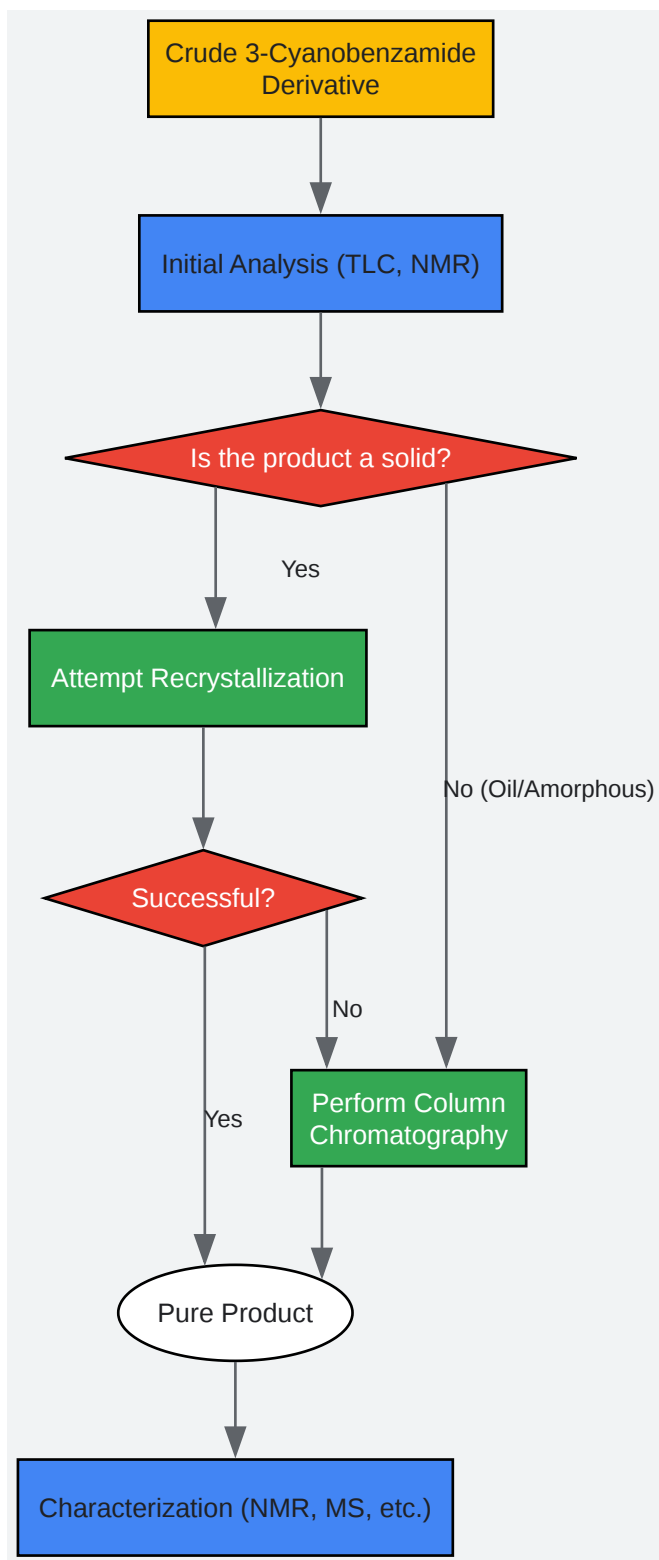 Crude 3-Cyanobenzamide
Derivative
Initial Analysis (TLC, NMR)
Is the product a solid?
Yes
Attempt Recrystallization
No (Oil/Amorphous)
Successful?
No
Perform Column
Chromatography
Yes
Pure Product
Characterization (NMR, MS, etc.)